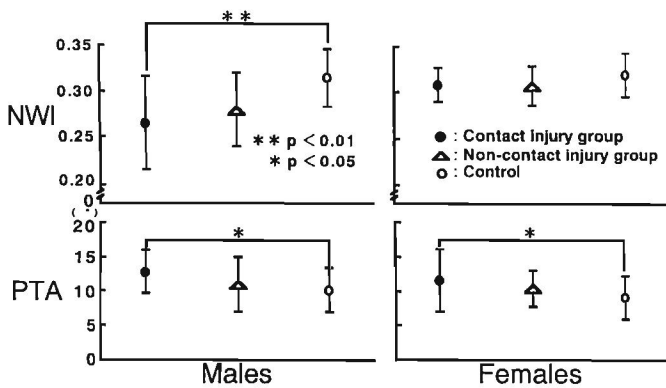 **
0.35
0.30
NWI
0.25
** p < 0.01
* p < 0.05
0.20
0
● : Contact injury group
△ : Non-contact injury group
○ : Control
(°)
20
*
*
15
PTA
10
5
0
Males
Females